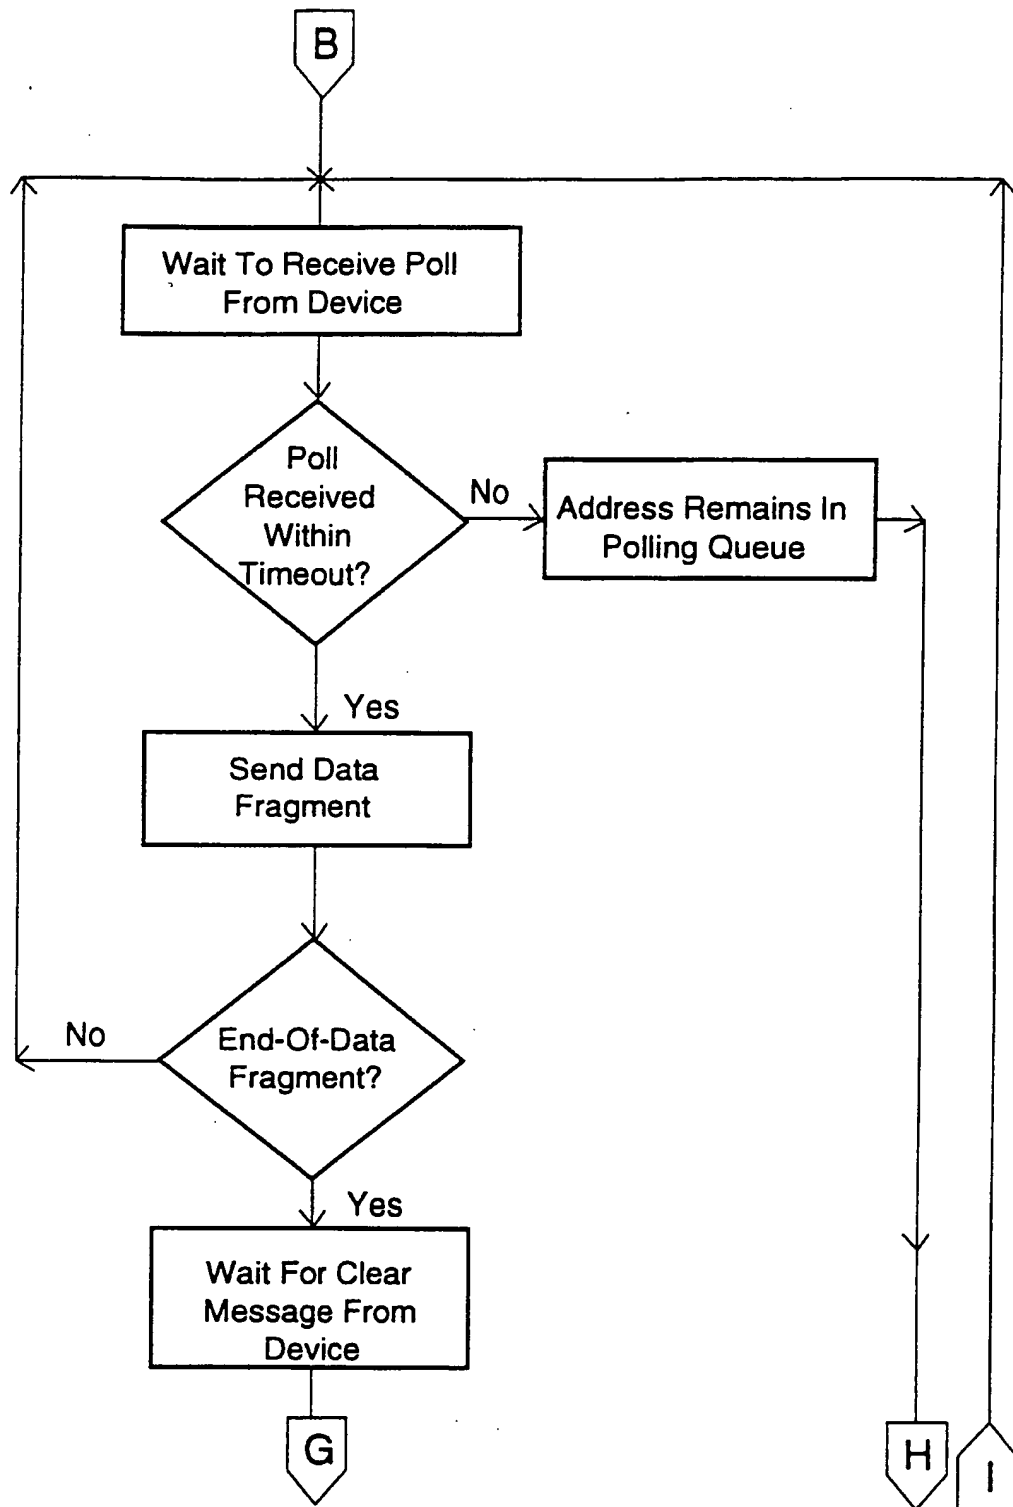 B
Wait To Receive Poll
From Device
Poll
Received
Within
Timeout?
No
Address Remains In
Polling Queue
Yes
Send Data
Fragment
No
End-Of-Data
Fragment?
Yes
Wait For Clear
Message From
Device
G
H
I